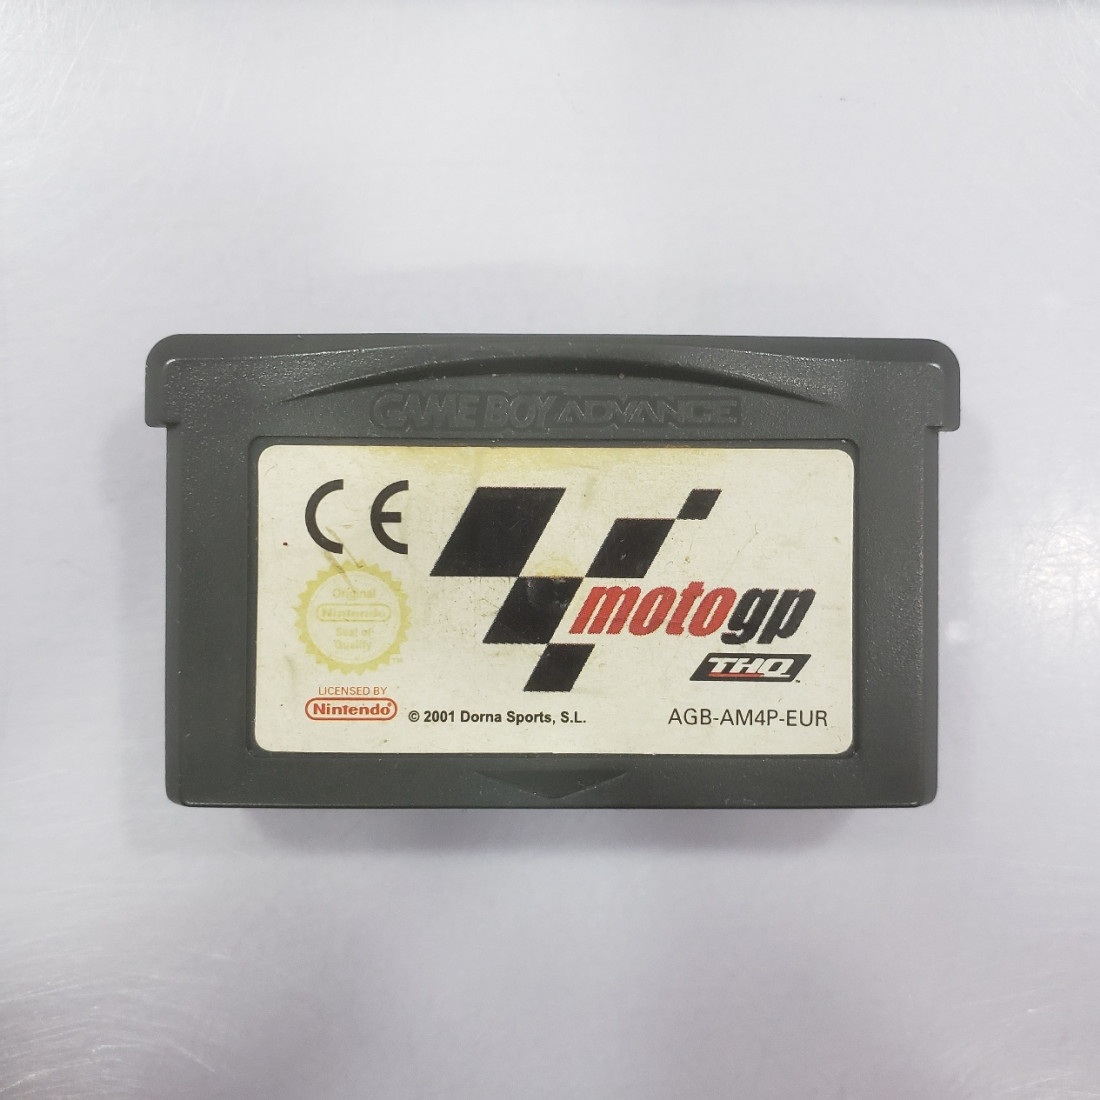 GAME BOY ADVANCE
CE
Original
Nintendo
Seal of
Quality
TM
motogp
THQ
LICENSED BY
Nintendo
© 2001 Dorna Sports, S.L.
AGB-AM4P-EUR